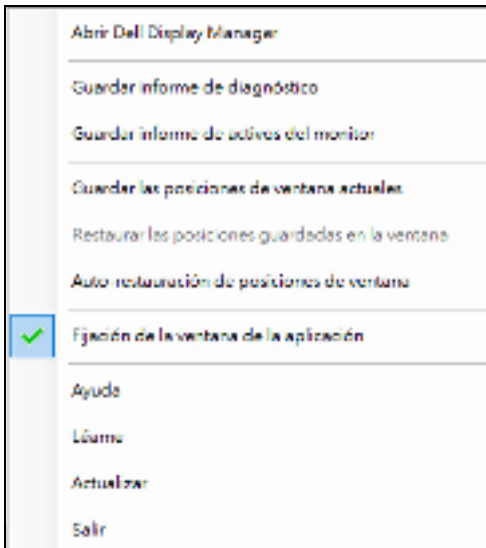 Abrir Dell Display Manager
Guardar informe de diagnóstico
Guardar informe de activos del monitor
Guardar las posiciones de ventana actuales
Restaurar las posiciones guardadas en la ventana
Auto-restauración de posiciones de ventana
Fijación de la ventana de la aplicación
Ayuda
Léame
Actualizar
Salir